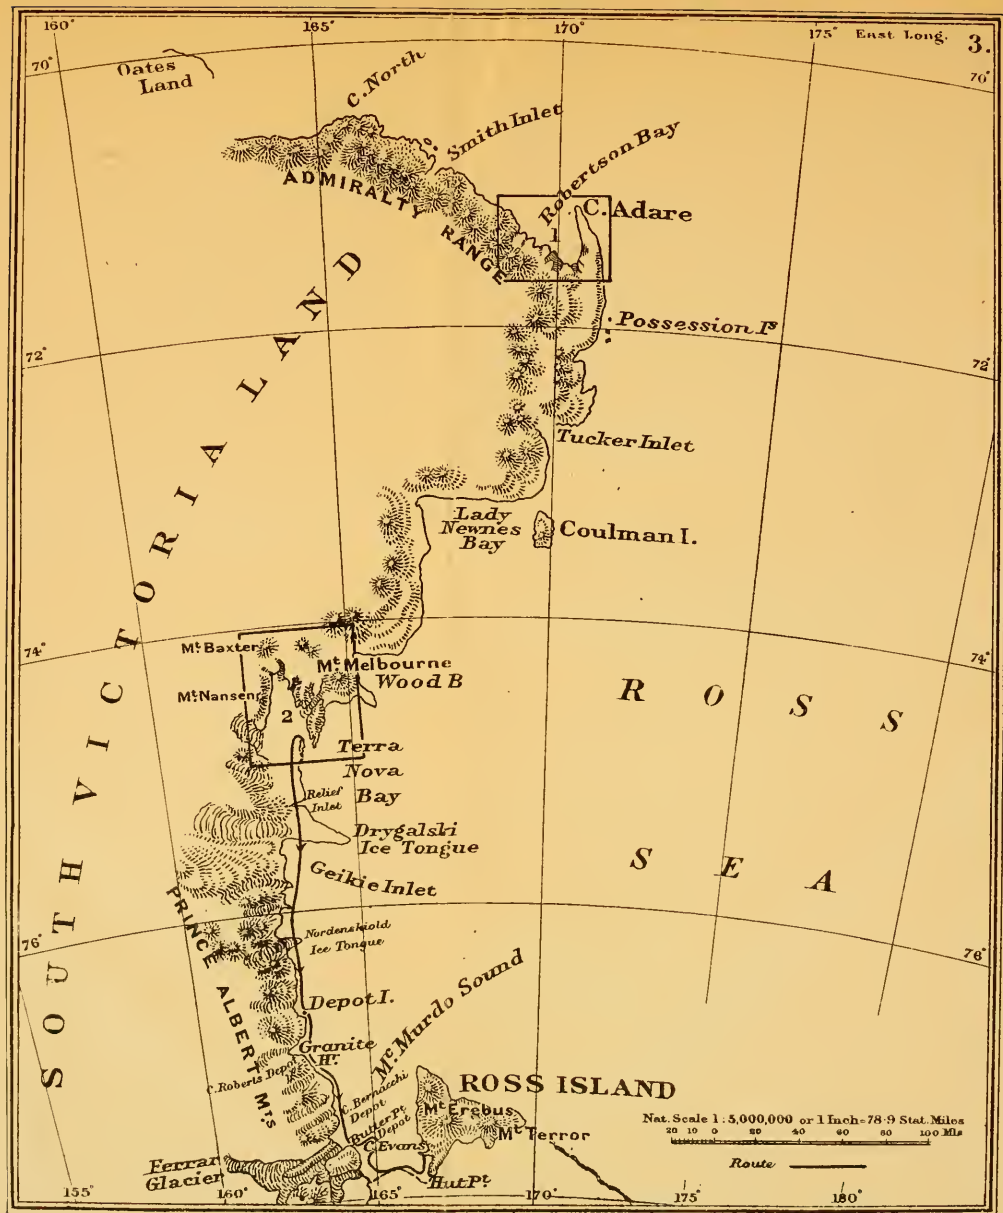 160° 165° 170° 175° East Long. 3.
70° 70°
Oates
Land
C. North
Smith Inlet
Robertson Bay
C. Adare
1
ADMIRALTY RANGE
Possession Is
72° 72°
Tucker Inlet
Lady
Newnes
Bay
Coulman I.
SOUTH VICTORIA LAND
74° 74°
Mt. Baxter
Mt. Melbourne
Wood B
Mt. Nansen
2
ROSS SEA
Terra
Nova
Bay
Relief
Inlet
Drygalski
Ice Tongue
Geikie Inlet
Nordenskiold
Ice Tongue
76° 76°
PRINCE ALBERT Mts.
Depot I.
Granite
Hr.
Mc. Murdo Sound
C. Roberts Depot
C. Bernacchi
Depot
Butler Pt.
Depot
C. Evans
ROSS ISLAND
Mt. Erebus
Mt. Terror
Hut Pt.
Ferrar
Glacier
Nat. Scale 1:5,000,000 or 1 Inch=78·9 Stat. Miles
20 10 0 20 40 60 80 100 Mls
Route
155° 160° 165° 170° 175° 180°